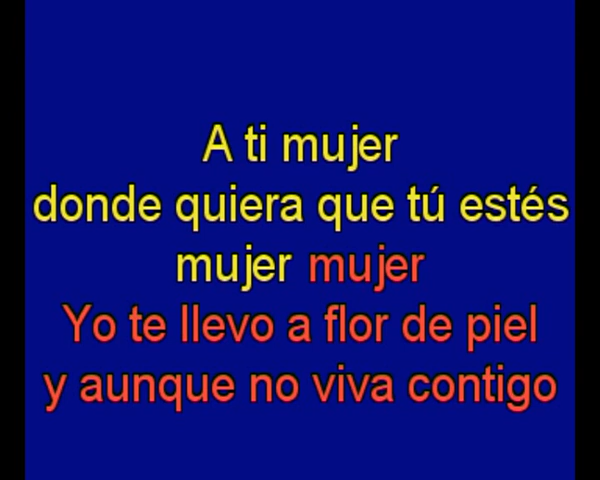 A ti mujer
donde quiera que tú estés
mujer mujer
Yo te llevo a flor de piel
y aunque no viva contigo